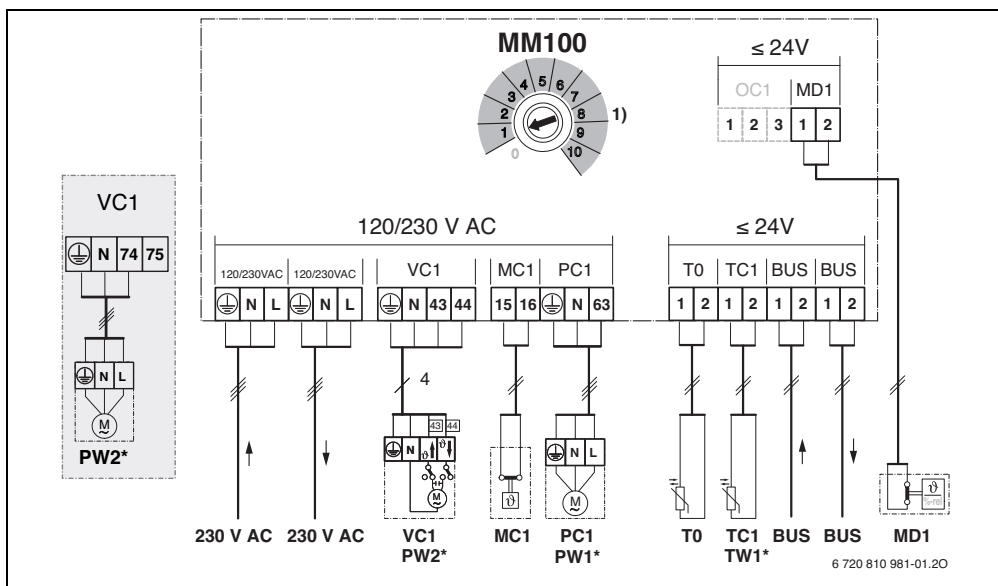 MM100
0 1 2 3 4 5 6 7 8 9 10
1)
≤ 24V
OC1 MD1
1 2 3 1 2
VC1
N 74 75
N L
M
~
PW2*
120/230 V AC
≤ 24V
120/230VAC 120/230VAC VC1 MC1 PC1 T0 TC1 BUS BUS
N L N L N 43 44 15 16 N 63 1 2 1 2 1 2 1 2
4
43 44
N ϑ ϑ
M
~
ϑ
N L
M
~
ϑ
%-rel
230 V AC 230 V AC VC1 MC1 PC1 T0 TC1 BUS BUS MD1
PW2* PW1* TW1*
6 720 810 981-01.2O